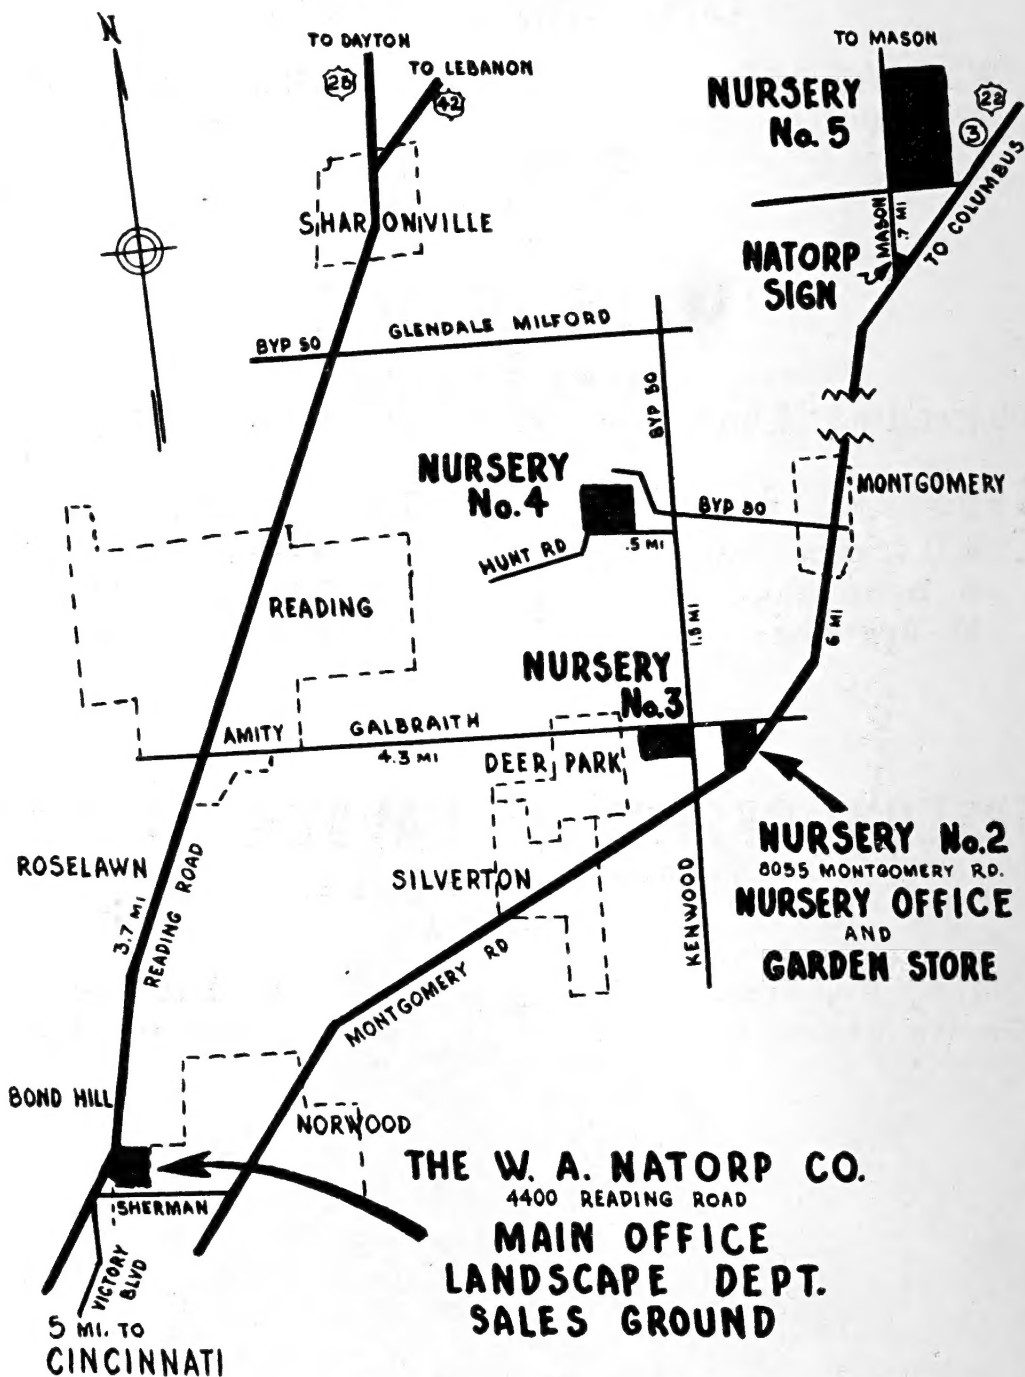 N
TO DAYTON
28
TO LEBANON
42
TO MASON
NURSERY
No. 5
22
3
MASON
.7 MI
TO COLUMBUS
NATORP
SIGN
SHARONVILLE
BYP 50
GLENDALE MILFORD
BYP 50
NURSERY
No. 4
HUNT RD
.5 MI
BYP 50
MONTGOMERY
READING
1.5 MI
6 MI
NURSERY
No. 3
AMITY
GALBRAITH
4.3 MI
DEER PARK
NURSERY No. 2
8055 MONTGOMERY RD.
NURSERY OFFICE
AND
GARDEN STORE
ROSELAWN
3.7 MI
READING ROAD
SILVERTON
KENWOOD
MONTGOMERY RD
BOND HILL
NORWOOD
THE W. A. NATORP CO.
4400 READING ROAD
MAIN OFFICE
LANDSCAPE DEPT.
SALES GROUND
SHERMAN
VICTORY
BLVD
5 MI. TO
CINCINNATI